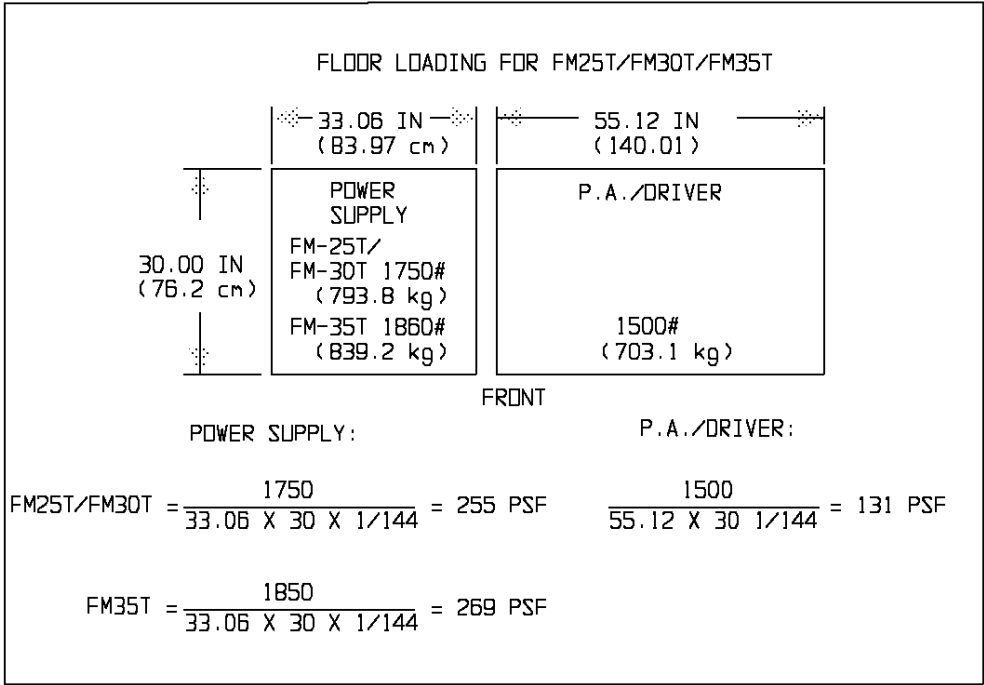 FLOOR LOADING FOR FM25T/FM30T/FM35T
33.06 IN
(83.97 cm)
55.12 IN
(140.01)
30.00 IN
(76.2 cm)
POWER
SUPPLY
FM-25T/
FM-30T 1750#
(793.8 kg)
FM-35T 1860#
(839.2 kg)
P.A./DRIVER
1500#
(703.1 kg)
FRONT
POWER SUPPLY:
P.A./DRIVER:
FM25T/FM30T = 1750 / 33.06 X 30 X 1/144 = 255 PSF
1500 / 55.12 X 30 1/144 = 131 PSF
FM35T = 1850 / 33.06 X 30 X 1/144 = 269 PSF